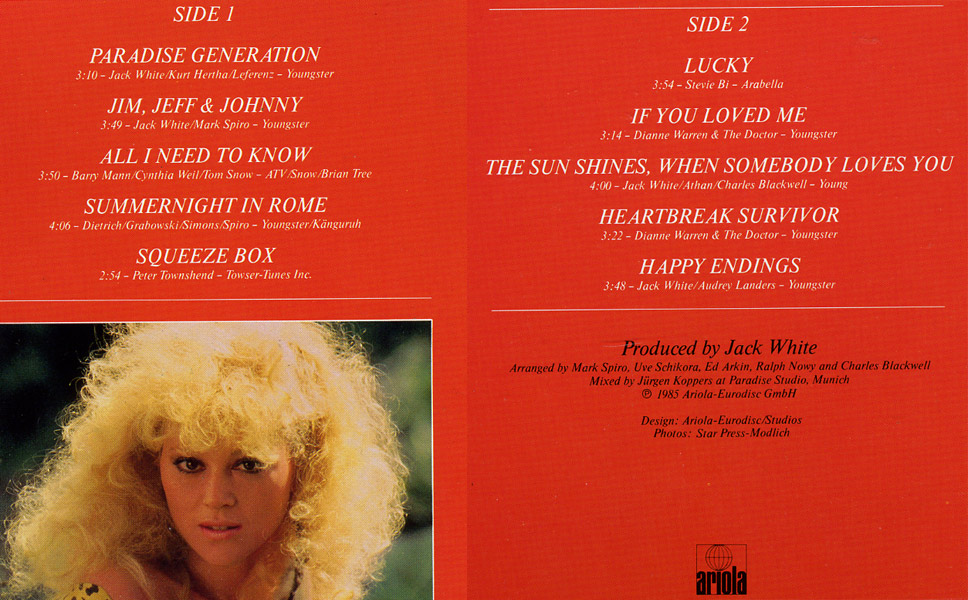 SIDE 1
PARADISE GENERATION
3:10 – Jack White/Kurt Hertha/Leferenz – Youngster
JIM, JEFF & JOHNNY
3:49 – Jack White/Mark Spiro – Youngster
ALL I NEED TO KNOW
3:50 – Barry Mann/Cynthia Weil/Tom Snow – ATV/Snow/Brian Tree
SUMMERNIGHT IN ROME
4:06 – Dietrich/Grabowski/Simons/Spiro – Youngster/Känguruh
SQUEEZE BOX
2:54 – Peter Townshend – Towser-Tunes Inc.
SIDE 2
LUCKY
3:54 – Stevie Bi – Arabella
IF YOU LOVED ME
3:14 – Dianne Warren & The Doctor – Youngster
THE SUN SHINES, WHEN SOMEBODY LOVES YOU
4:00 – Jack White/Athan/Charles Blackwell – Young
HEARTBREAK SURVIVOR
3:22 – Dianne Warren & The Doctor – Youngster
HAPPY ENDINGS
3:48 – Jack White/Audrey Landers – Youngster
Produced by Jack White
Arranged by Mark Spiro, Uve Schikora, Ed Arkin, Ralph Nowy and Charles Blackwell
Mixed by Jürgen Koppers at Paradise Studio, Munich
℗ 1985 Ariola-Eurodisc GmbH
Design: Ariola-Eurodisc/Studios
Photos: Star Press-Modlich
ariola